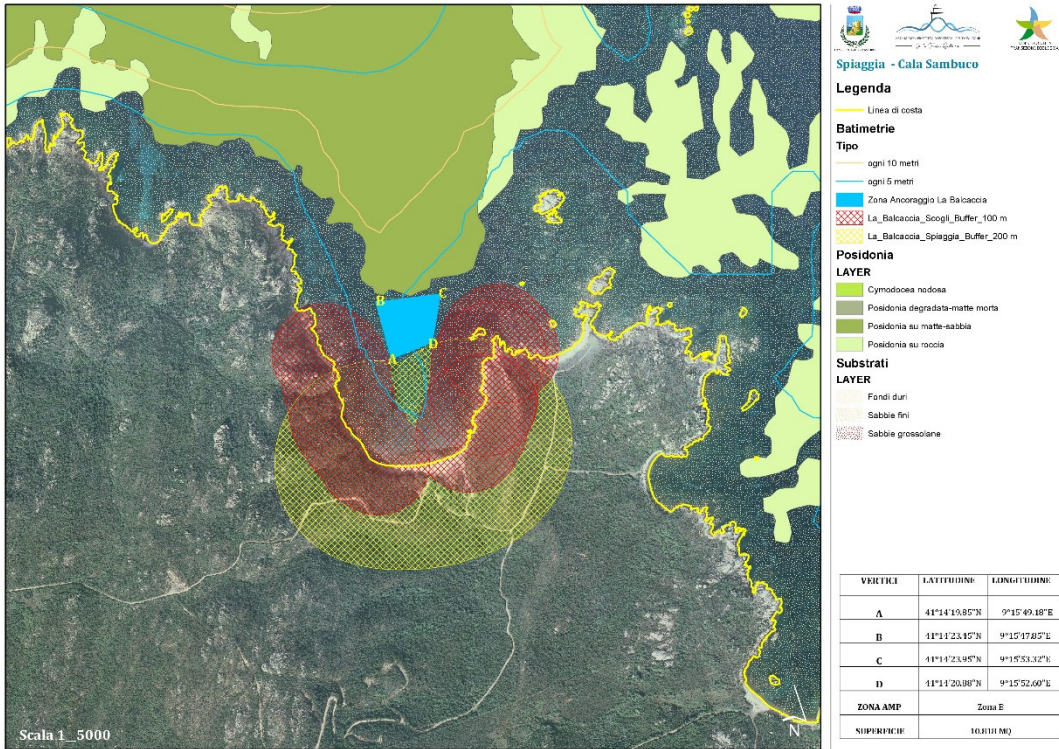 Spiaggia - Cala Sambuco
Legenda
Linea di costa
Batimetrie
Tipo
ogni 10 metri
ogni 5 metri
Zona Ancoraggio La Balcaccia
La_Balcaccia_Scogli_Buffer_100 m
La_Balcaccia_Spiaggia_Buffer_200 m
Posidonia
LAYER
Cymodocea nodosa
Posidonia degradata-matte morta
Posidonia su matte-sabbia
Posidonia su roccia
Substrati
LAYER
Fondi duri
Sabbie fini
Sabbie grossolane
B
C
D
A
VERTICI LATITUDINE LONGITUDINE
A 41°14'19.85"N 9°15'49.18"E
B 41°14'23.45"N 9°15'47.85"E
C 41°14'23.95"N 9°15'53.32"E
D 41°14'20.88"N 9°15'52.60"E
ZONA AMP Zona B
SUPERFICIE 10.818 MQ
Scala 1_5000
N